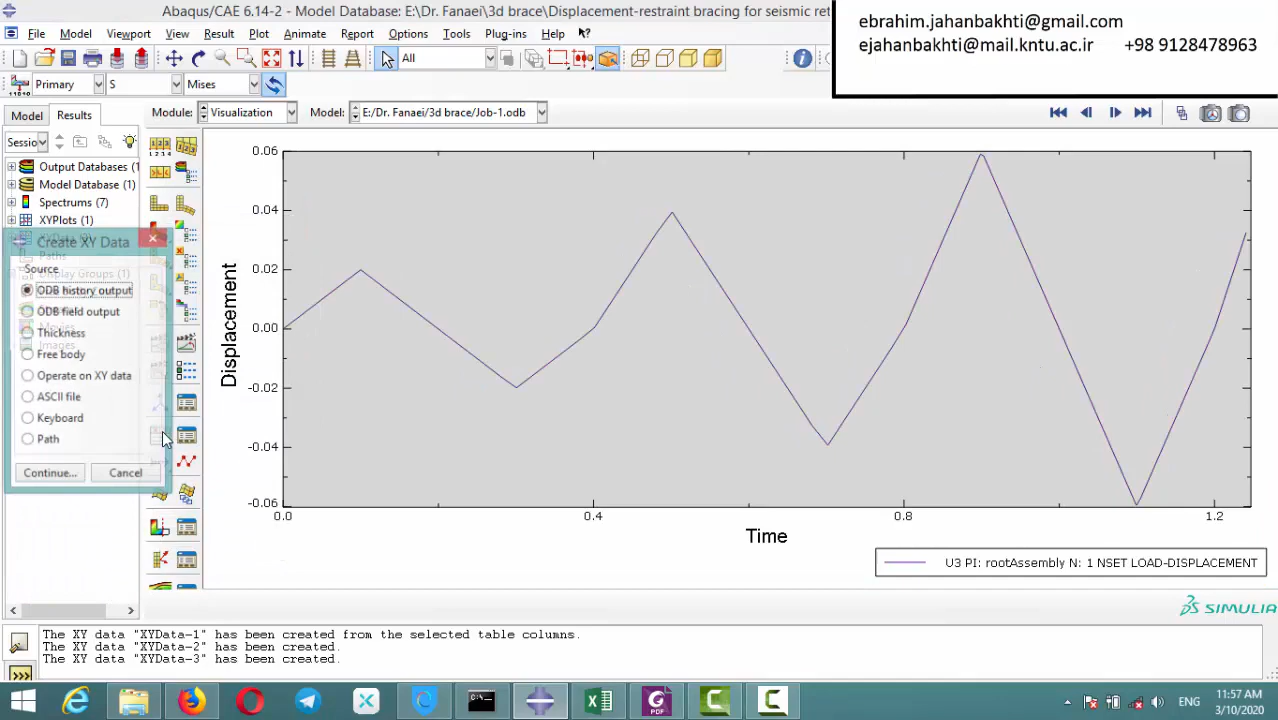 Abaqus/CAE 6.14-2 - Model Database: E:\Dr. Fanaei\3d brace\Displacement-restraint bracing for seismic ret
ebrahim.jahanbakhti@gmail.com
ejahanbakhti@mail.kntu.ac.ir +98 9128478963
File Model Viewport View Result Plot Animate Report Options Tools Plug-ins Help
All
Primary S Mises
Model Results
Module: Visualization Model: E:/Dr. Fanaei/3d brace/Job-1.odb
Sessio
Output Databases (1
Model Database (1)
Spectrums (7)
XYPlots (1)
Create XY Data
Paths
Source
Display Groups (1)
ODB history output
ODB field output
Movies
Thickness
Images
Free body
Operate on XY data
ASCII file
Keyboard
Path
Continue... Cancel
0.06
0.04
0.02
0.00
-0.02
-0.04
-0.06
Displacement
0.0 0.4 0.8 1.2
Time
U3 PI: rootAssembly N: 1 NSET LOAD-DISPLACEMENT
SIMULIA
The XY data "XYData-1" has been created from the selected table columns.
The XY data "XYData-2" has been created.
The XY data "XYData-3" has been created.
>>>
PDF
ENG
11:57 AM
3/10/2020